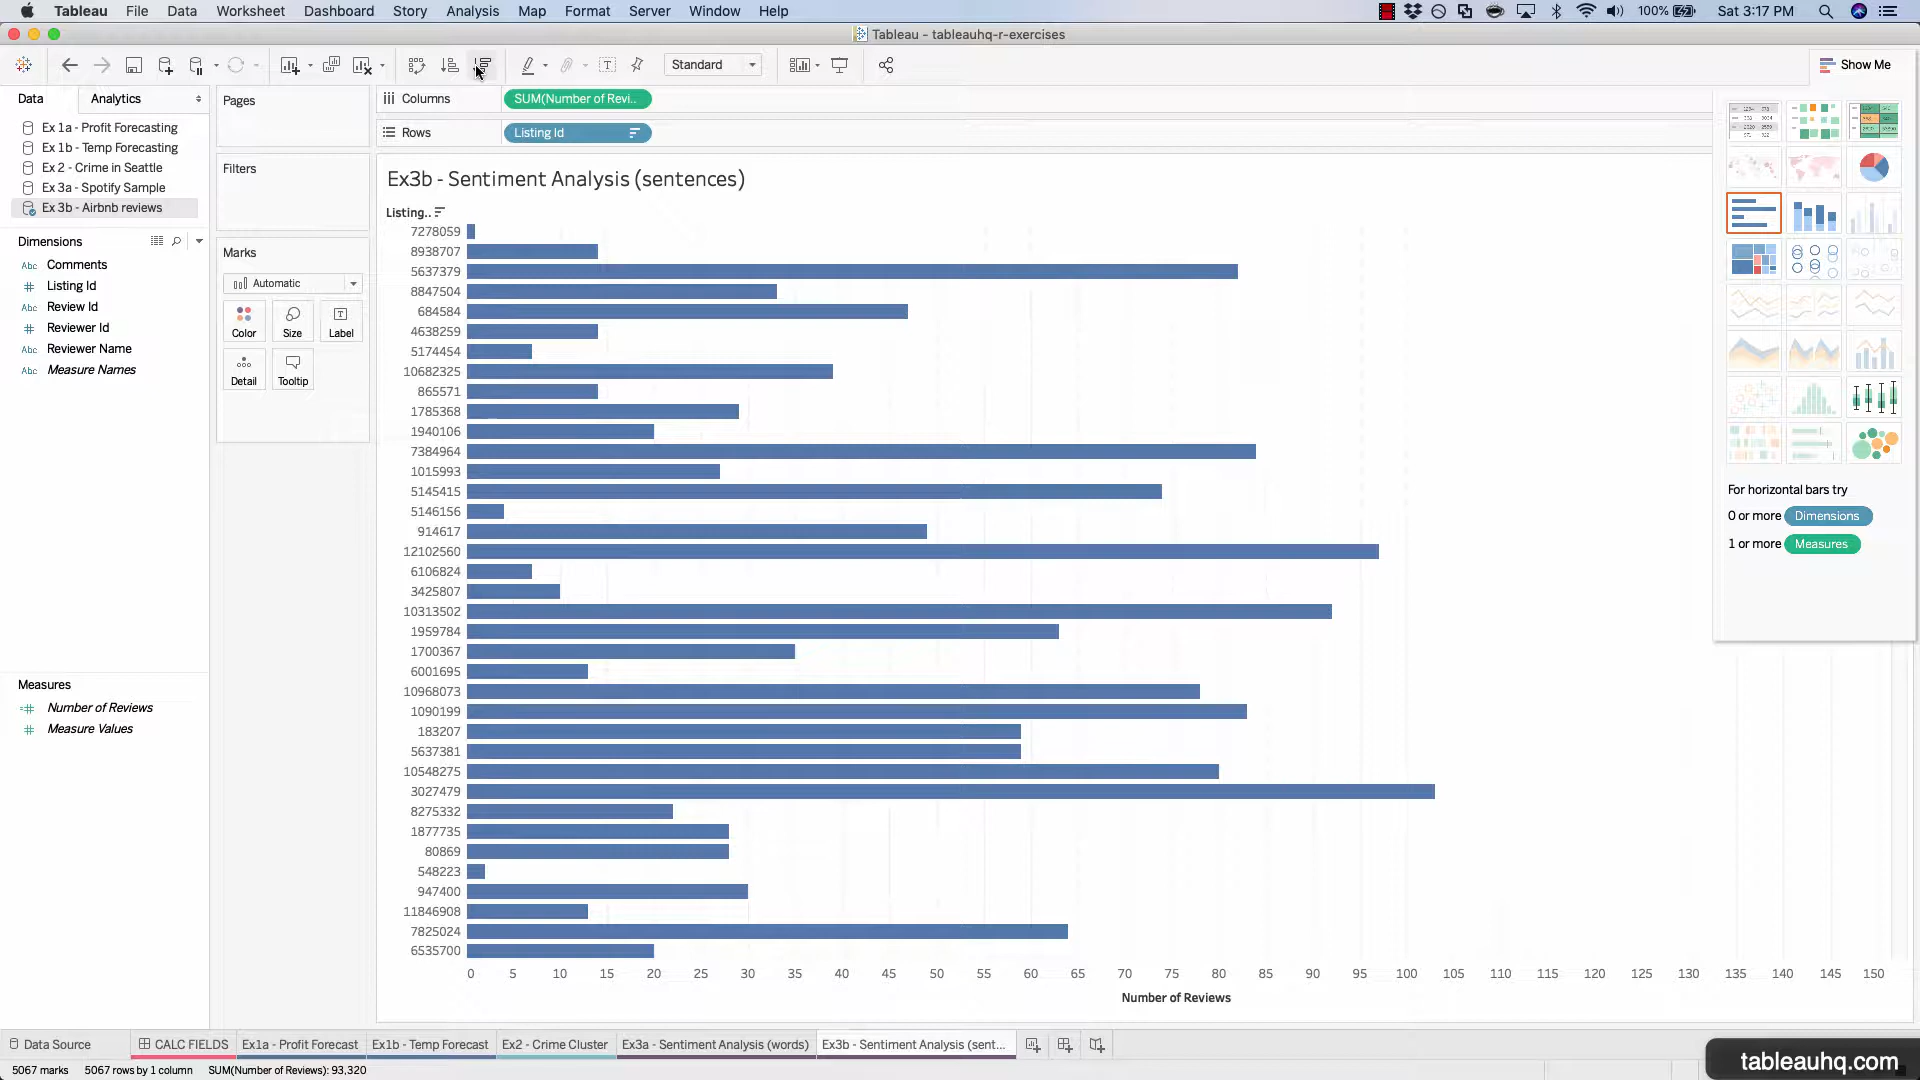 Tableau File Data Worksheet Dashboard Story Analysis Map Format Server Window Help 100% Sat 3:17 PM
Tableau - tableauhq-r-exercises
Standard
Show Me
Data Analytics
Ex 1a - Profit Forecasting
Ex 1b - Temp Forecasting
Ex 2 - Crime in Seattle
Ex 3a - Spotify Sample
Ex 3b - Airbnb reviews
Dimensions
Abc Comments
# Listing Id
Abc Review Id
# Reviewer Id
Abc Reviewer Name
Abc Measure Names
Measures
=# Number of Reviews
# Measure Values
Pages
Filters
Marks
Automatic
Color Size Label
Detail Tooltip
Columns SUM(Number of Revi..
Rows Listing Id
Ex3b - Sentiment Analysis (sentences)
Listing..
7278059
8938707
5637379
8847504
684584
4638259
5174454
10682325
865571
1785368
1940106
7384964
1015993
5145415
5146156
914617
12102560
6106824
3425807
10313502
1959784
1700367
6001695
10968073
1090199
183207
5637381
10548275
3027479
8275332
1877735
80869
548223
947400
11846908
7825024
6535700
0 5 10 15 20 25 30 35 40 45 50 55 60 65 70 75 80 85 90 95 100 105 110 115 120 125 130 135 140 145 150
Number of Reviews
For horizontal bars try
0 or more Dimensions
1 or more Measures
Data Source CALC FIELDS Ex1a - Profit Forecast Ex1b - Temp Forecast Ex2 - Crime Cluster Ex3a - Sentiment Analysis (words) Ex3b - Sentiment Analysis (sent...
5067 marks 5067 rows by 1 column SUM(Number of Reviews): 93,320
tableauhq.com